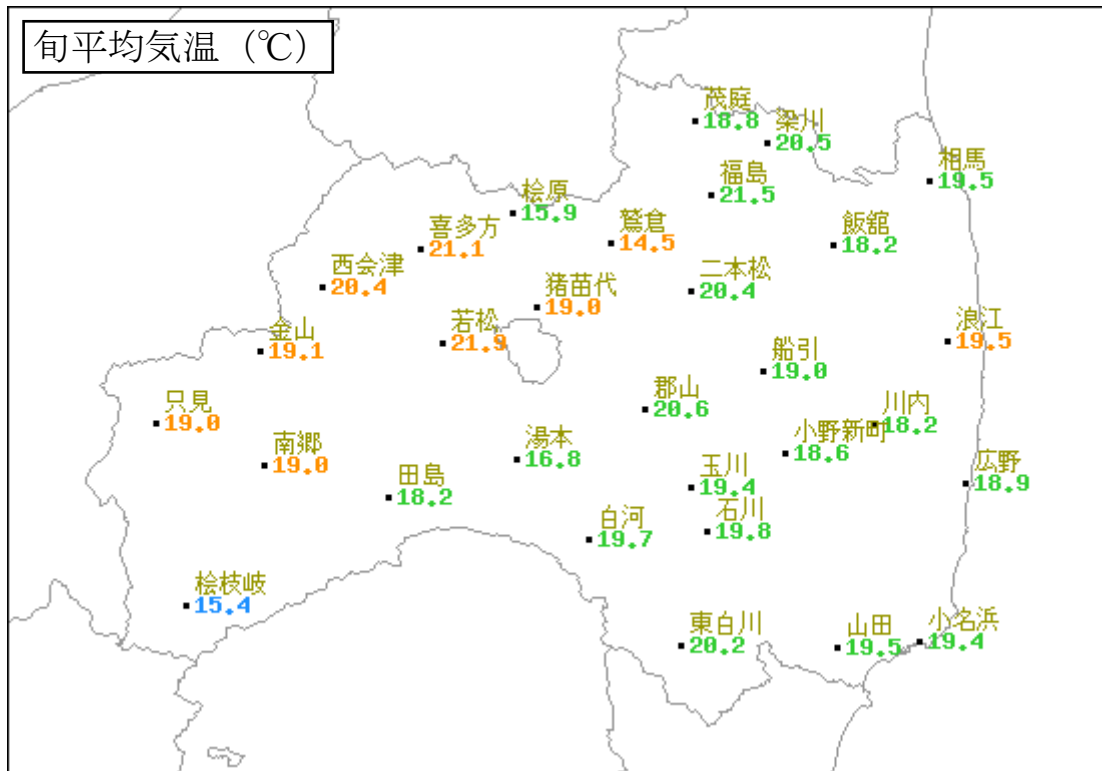 旬平均気温（℃）
茂庭
18.8
梁川
20.5
相馬
19.5
福島
21.5
桧原
15.9
鷲倉
14.5
飯舘
18.2
喜多方
21.1
西会津
20.4
猪苗代
19.0
二本松
20.4
若松
21.9
金山
19.1
浪江
19.5
船引
19.0
只見
19.0
郡山
20.6
川内
18.2
小野新町
18.6
南郷
19.0
湯本
16.8
田島
18.2
玉川
19.4
広野
18.9
石川
19.8
白河
19.7
桧枝岐
15.4
東白川
20.2
山田
19.5
小名浜
19.4